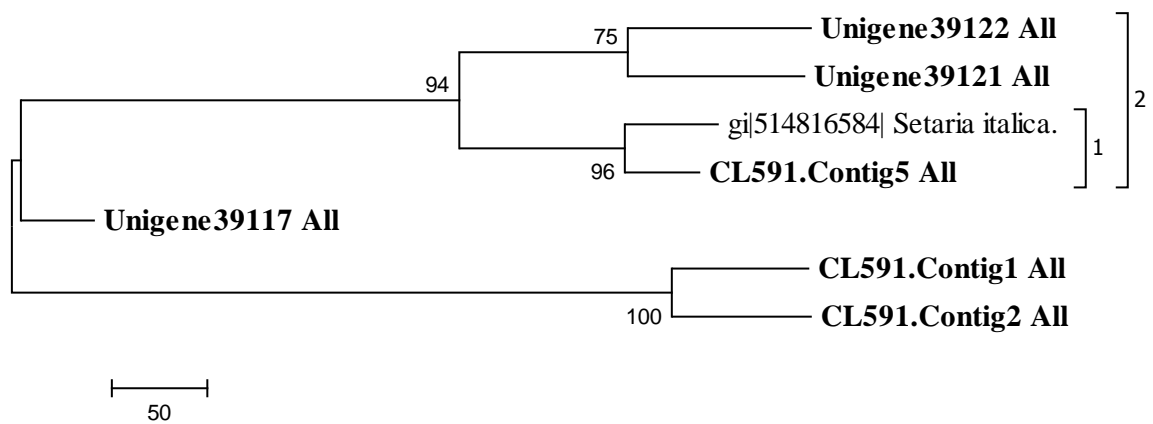 Unigene39122 All
75
Unigene39121 All
94
2
gi|514816584| Setaria italica.
1
96
CL591.Contig5 All
Unigene39117 All
CL591.Contig1 All
100
CL591.Contig2 All
50